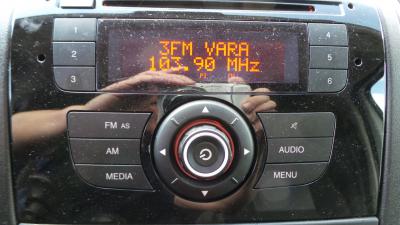 3FM VARA
103.90 MHz
1
2
3
4
5
6
FM AS
AM
MEDIA
AUDIO
MENU